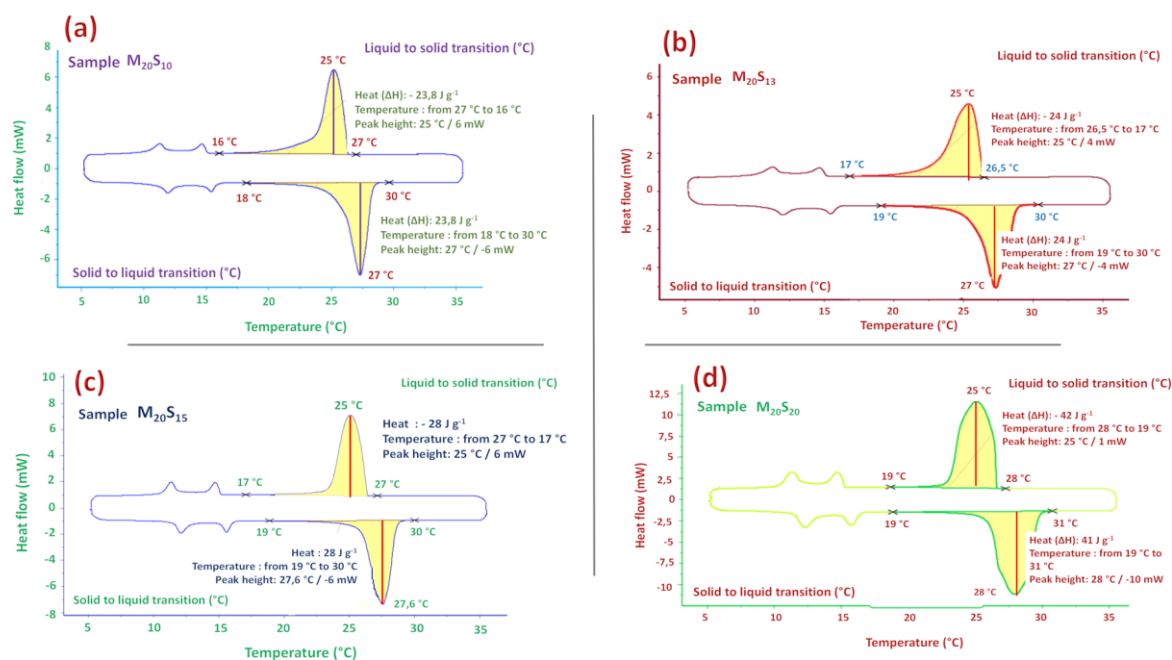 (a)
Liquid to solid transition (°C)
Sample M₂₀S₁₀
25 °C
Heat (ΔH): - 23,8 J g⁻¹
Temperature : from 27 °C to 16 °C
Peak height: 25 °C / 6 mW
16 °C
27 °C
18 °C
30 °C
Heat (ΔH): 23,8 J g⁻¹
Temperature : from 18 °C to 30 °C
Peak height: 27 °C / -6 mW
27 °C
Solid to liquid transition (°C)
Heat flow (mW)
8
6
4
2
0
-2
-4
-6
5
10
15
20
25
30
35
Temperature (°C)
(b)
Liquid to solid transition (°C)
Sample M₂₀S₁₃
25 °C
Heat (ΔH): - 24 J g⁻¹
Temperature : from 26,5 °C to 17 °C
Peak height: 25 °C / 4 mW
17 °C
26,5 °C
19 °C
30 °C
Heat (ΔH): 24 J g⁻¹
Temperature : from 19 °C to 30 °C
Peak height: 27 °C / -4 mW
27 °C
Solid to liquid transition (°C)
Heat flow (mW)
6
4
2
0
-2
-4
5
10
15
20
25
30
35
Temperature (°C)
(c)
Liquid to solid transition (°C)
Sample M₂₀S₁₅
25 °C
Heat : - 28 J g⁻¹
Temperature : from 27 °C to 17 °C
Peak height: 25 °C / 6 mW
17 °C
27 °C
19 °C
30 °C
Heat : 28 J g⁻¹
Temperature : from 19 °C to 30 °C
Peak height: 27,6 °C / -6 mW
27,6 °C
Solid to liquid transition (°C)
Heat flow (mW)
10
8
6
4
2
0
-2
-4
-6
-8
5
10
15
20
25
30
35
Temperature (°C)
(d)
Liquid to solid transition (°C)
Sample M₂₀S₂₀
25 °C
Heat (ΔH): - 42 J g⁻¹
Temperature : from 28 °C to 19 °C
Peak height: 25 °C / 1 mW
19 °C
28 °C
19 °C
31 °C
Heat (ΔH): 41 J g⁻¹
Temperature : from 19 °C to
31 °C
Peak height: 28 °C / -10 mW
28 °C
Solid to liquid transition (°C)
Heat flow (mW)
12,5
10
7,5
5
2,5
0
-2,5
-5
-7,5
-10
5
10
15
20
25
30
35
Temperature (°C)